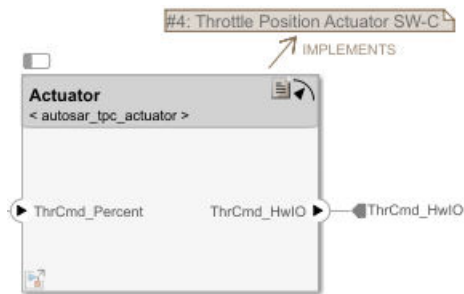 #4: Throttle Position Actuator SW-C
IMPLEMENTS
Actuator
< autosar_tpc_actuator >
ThrCmd_Percent
ThrCmd_HwIO
ThrCmd_HwIO